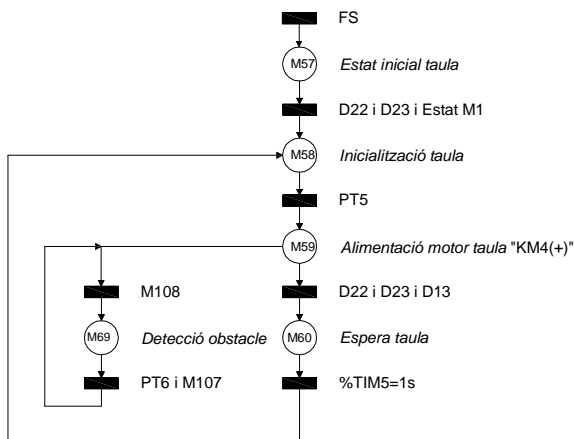 FS
M57 Estat inicial taula
D22 i D23 i Estat M1
M58 Inicialització taula
PT5
M59 Alimentació motor taula "KM4(+)"
M108 D22 i D23 i D13
M69 Detecció obstacle M60 Espera taula
PT6 i M107 %TIM5=1s